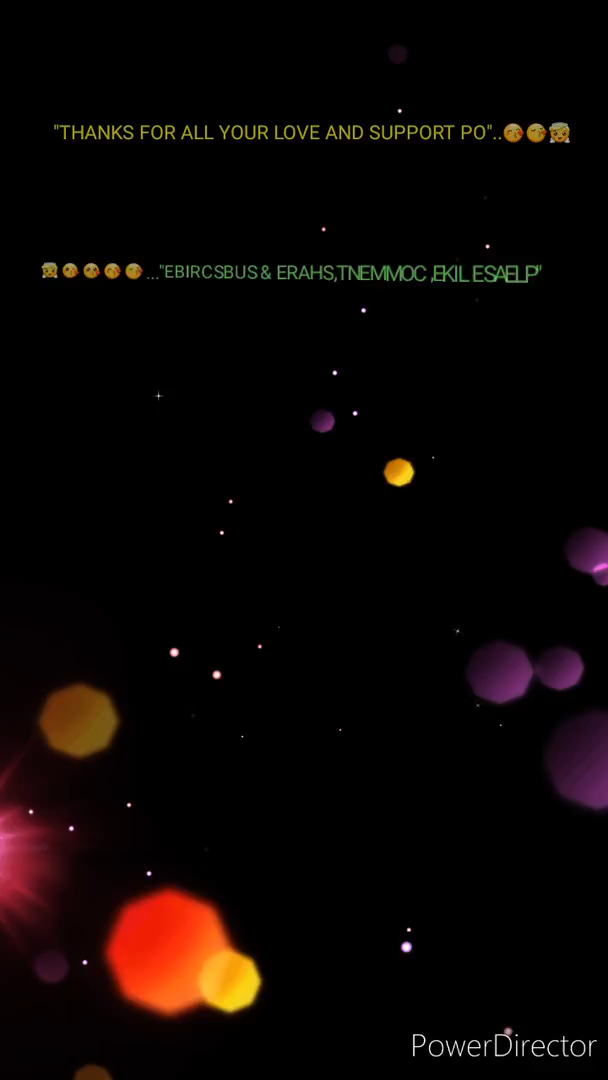 "THANKS FOR ALL YOUR LOVE AND SUPPORT PO"..😚😚👼
👼😚😚😚😚..."EBIRCSBUS & ERAHS,TNEMMOC ,EKIL ESAELP"
PowerDirector